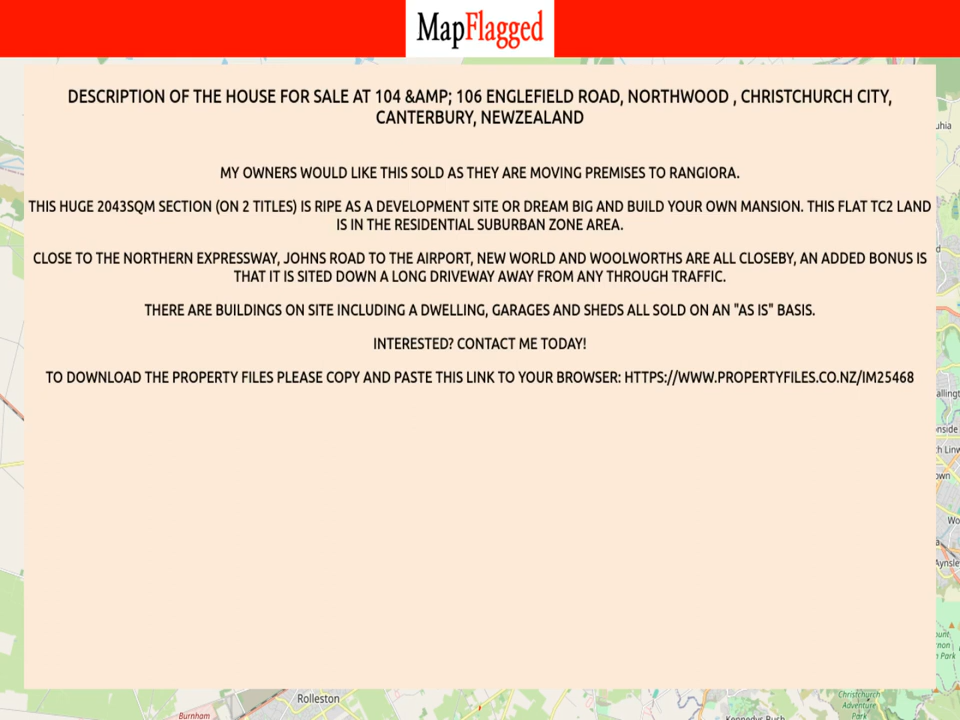 MapFlagged
DESCRIPTION OF THE HOUSE FOR SALE AT 104 &AMP; 106 ENGLEFIELD ROAD, NORTHWOOD , CHRISTCHURCH CITY,
CANTERBURY, NEWZEALAND
MY OWNERS WOULD LIKE THIS SOLD AS THEY ARE MOVING PREMISES TO RANGIORA.
THIS HUGE 2043SQM SECTION (ON 2 TITLES) IS RIPE AS A DEVELOPMENT SITE OR DREAM BIG AND BUILD YOUR OWN MANSION. THIS FLAT TC2 LAND
IS IN THE RESIDENTIAL SUBURBAN ZONE AREA.
CLOSE TO THE NORTHERN EXPRESSWAY, JOHNS ROAD TO THE AIRPORT, NEW WORLD AND WOOLWORTHS ARE ALL CLOSEBY, AN ADDED BONUS IS
THAT IT IS SITED DOWN A LONG DRIVEWAY AWAY FROM ANY THROUGH TRAFFIC.
THERE ARE BUILDINGS ON SITE INCLUDING A DWELLING, GARAGES AND SHEDS ALL SOLD ON AN "AS IS" BASIS.
INTERESTED? CONTACT ME TODAY!
TO DOWNLOAD THE PROPERTY FILES PLEASE COPY AND PASTE THIS LINK TO YOUR BROWSER: HTTPS://WWW.PROPERTYFILES.CO.NZ/IM25468
Rolleston
Burnham
Christchurch
Adventure
Park